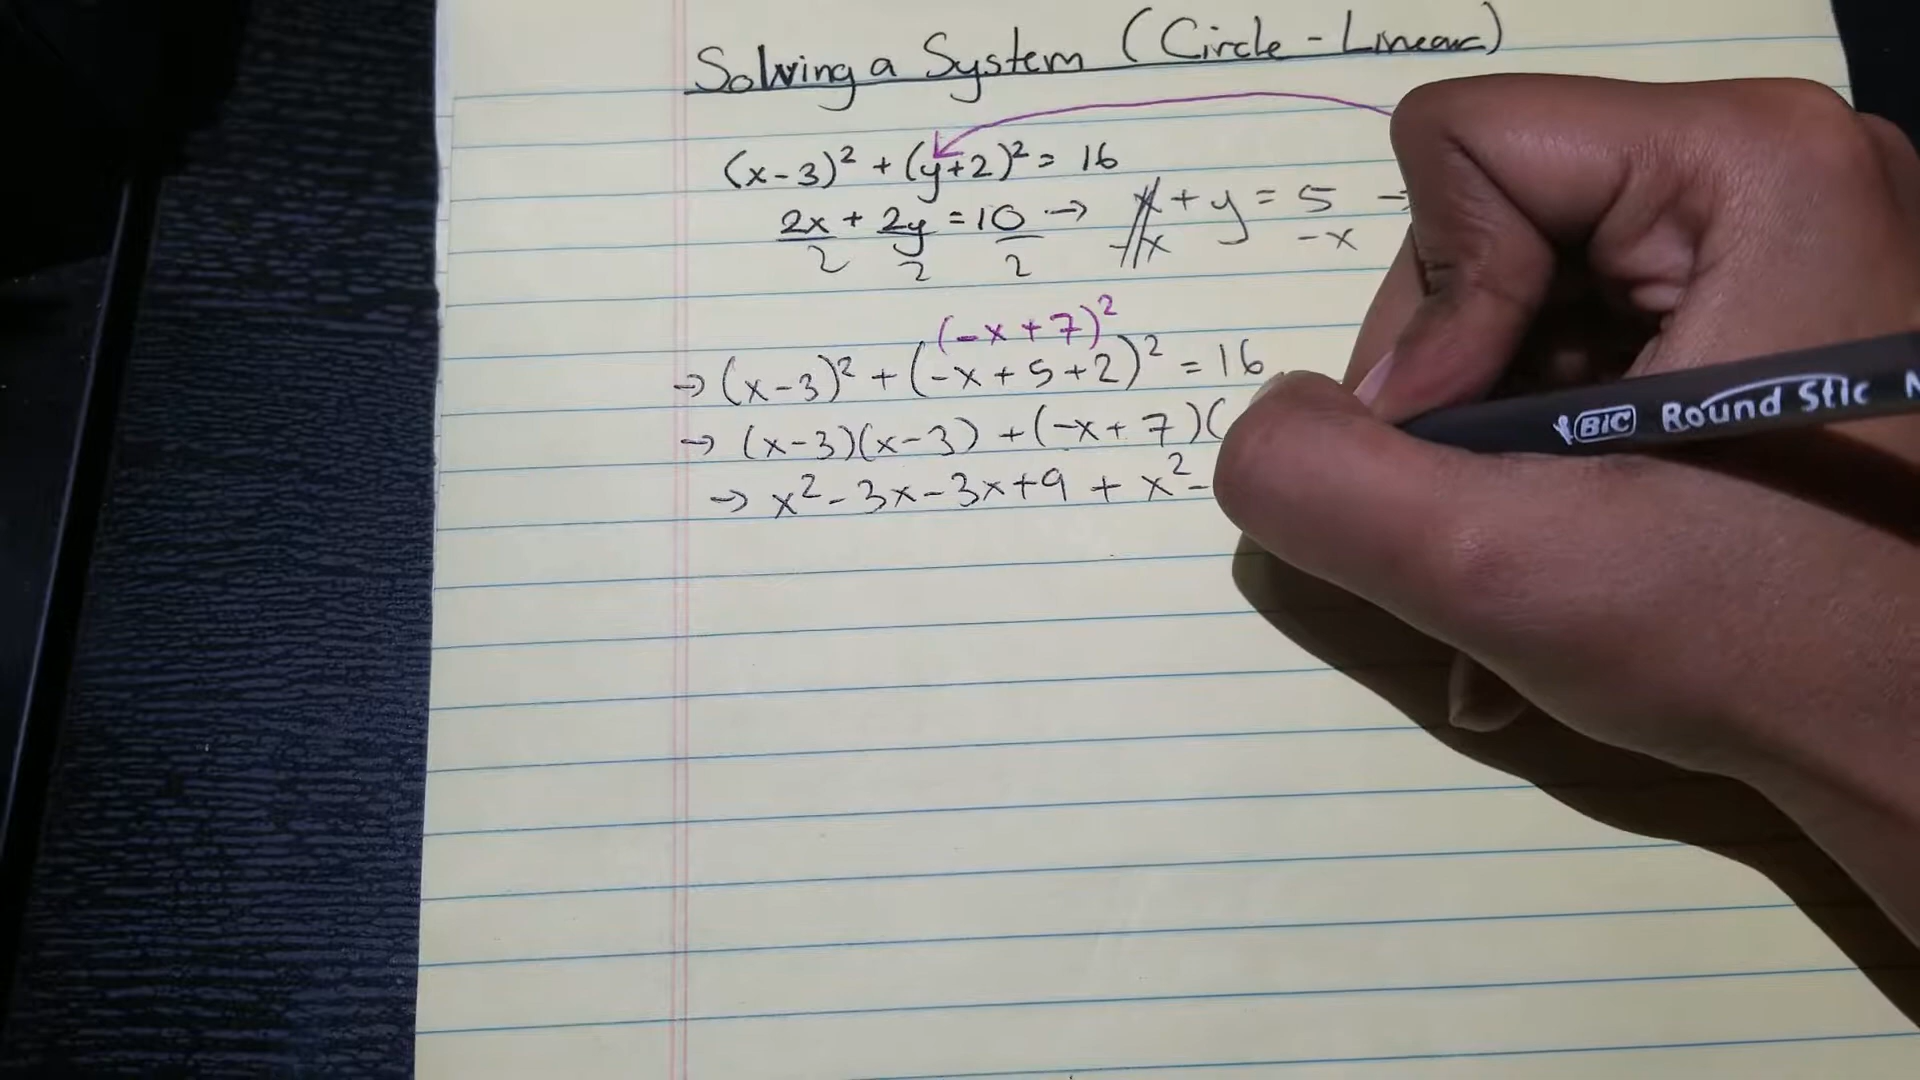 Solving a System (Circle - Linear)
(x-3)² + (y+2)² = 16
2x + 2y = 10 → x + y = 5 →
2 2 2 -x -x
(-x+7)²
→ (x-3)² + (-x+5+2)² = 16
→ (x-3)(x-3) + (-x+7)(
→ x² - 3x - 3x + 9 + x² -
BIC Round Stic